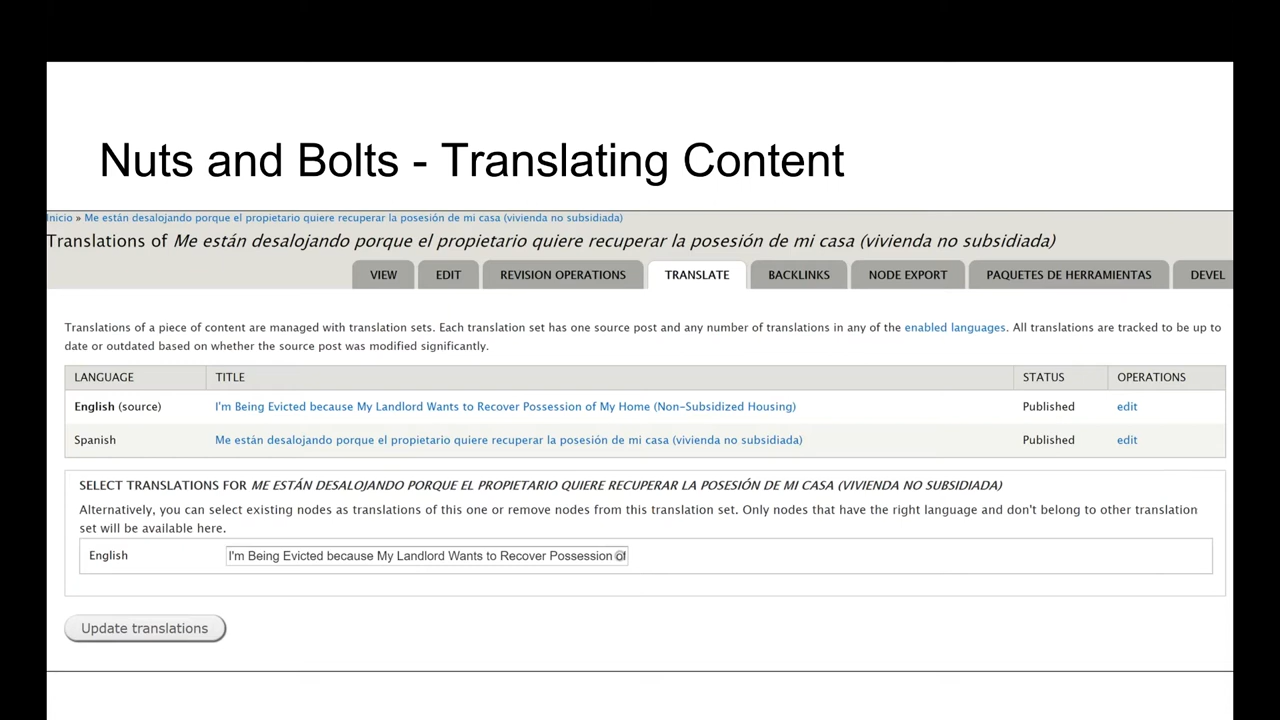 Nuts and Bolts - Translating Content
Inicio » Me están desalojando porque el propietario quiere recuperar la posesión de mi casa (vivienda no subsidiada)
Translations of Me están desalojando porque el propietario quiere recuperar la posesión de mi casa (vivienda no subsidiada)
VIEW EDIT REVISION OPERATIONS TRANSLATE BACKLINKS NODE EXPORT PAQUETES DE HERRAMIENTAS DEVEL
Translations of a piece of content are managed with translation sets. Each translation set has one source post and any number of translations in any of the enabled languages. All translations are tracked to be up to
date or outdated based on whether the source post was modified significantly.
LANGUAGE TITLE STATUS OPERATIONS
English (source) I'm Being Evicted because My Landlord Wants to Recover Possession of My Home (Non-Subsidized Housing) Published edit
Spanish Me están desalojando porque el propietario quiere recuperar la posesión de mi casa (vivienda no subsidiada) Published edit
SELECT TRANSLATIONS FOR ME ESTÁN DESALOJANDO PORQUE EL PROPIETARIO QUIERE RECUPERAR LA POSESIÓN DE MI CASA (VIVIENDA NO SUBSIDIADA)
Alternatively, you can select existing nodes as translations of this one or remove nodes from this translation set. Only nodes that have the right language and don't belong to other translation
set will be available here.
English I'm Being Evicted because My Landlord Wants to Recover Possession of
Update translations